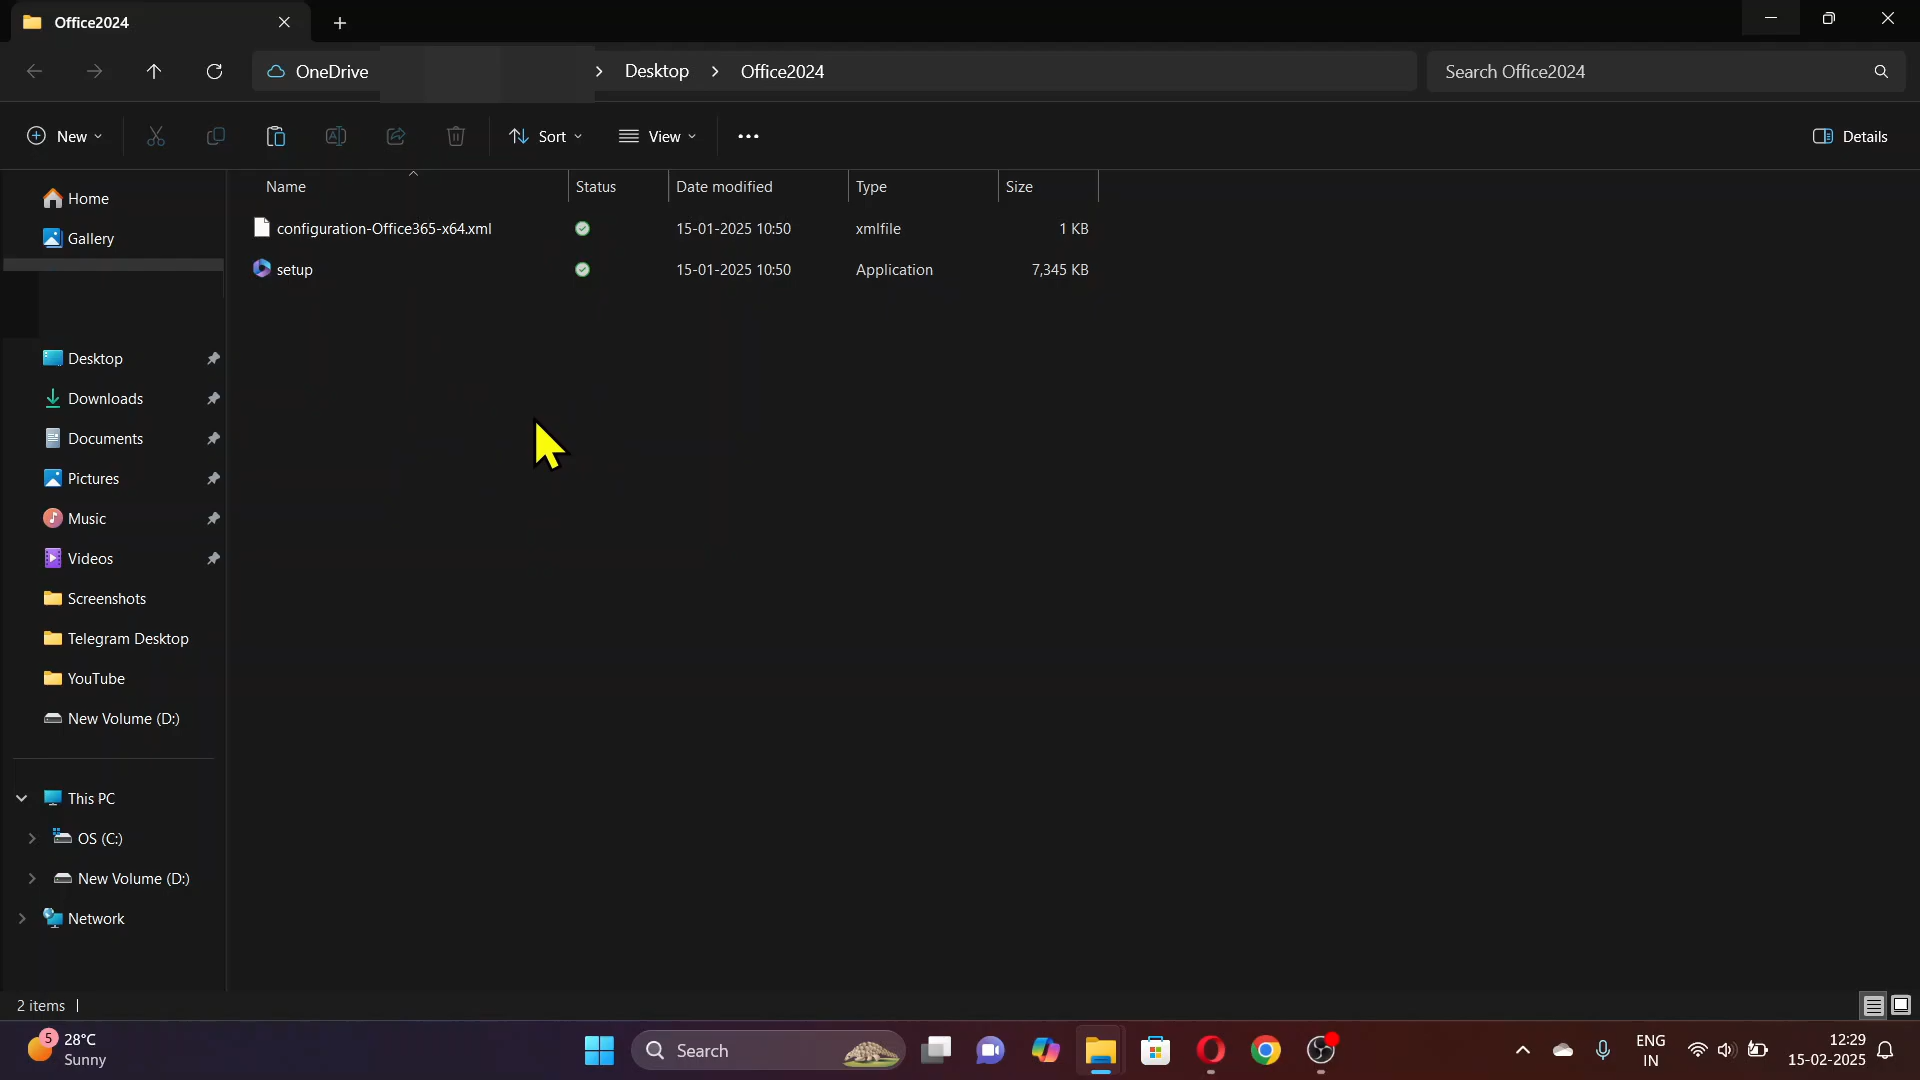 Office2024
OneDrive > Desktop > Office2024
Search Office2024
New
Sort
View
Details
Name Status Date modified Type Size
configuration-Office365-x64.xml 15-01-2025 10:50 xmlfile 1 KB
setup 15-01-2025 10:50 Application 7,345 KB
Home
Gallery
Desktop
Downloads
Documents
Pictures
Music
Videos
Screenshots
Telegram Desktop
YouTube
New Volume (D:)
This PC
OS (C:)
New Volume (D:)
Network
2 items
5
28°C
Sunny
Search
ENG
IN
12:29
15-02-2025